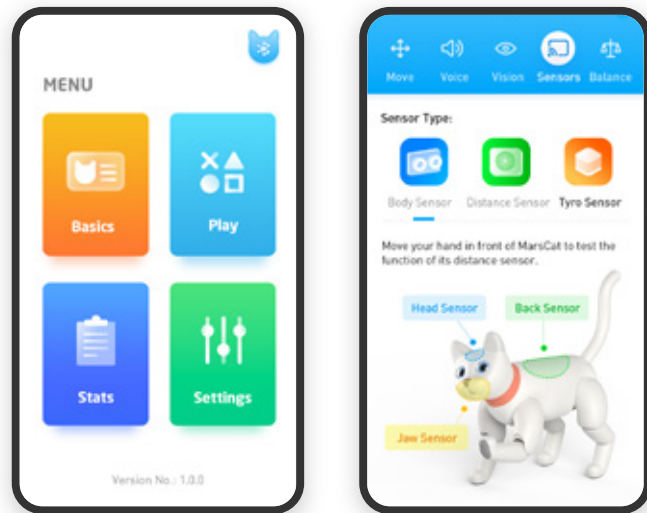 MENU
Basics
Play
Stats
Settings
Version No.: 1.0.0
Move Voice Vision Sensors Balance
Sensor Type:
Body Sensor Distance Sensor Tyro Sensor
Move your hand in front of MarsCat to test the
function of its distance sensor.
Head Sensor
Back Sensor
Jaw Sensor